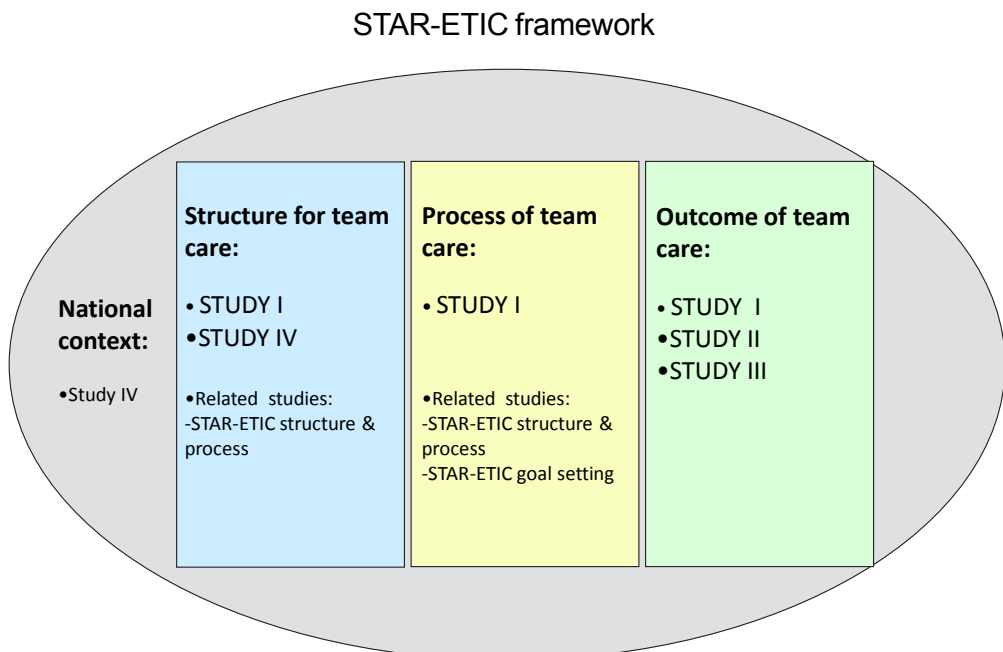 STAR-ETIC framework
National
context:
•Study IV
Structure for team
care:
• STUDY I
•STUDY IV
•Related studies:
-STAR-ETIC structure &
process
Process of team
care:
• STUDY I
•Related studies:
-STAR-ETIC structure &
process
-STAR-ETIC goal setting
Outcome of team
care:
• STUDY I
•STUDY II
•STUDY III